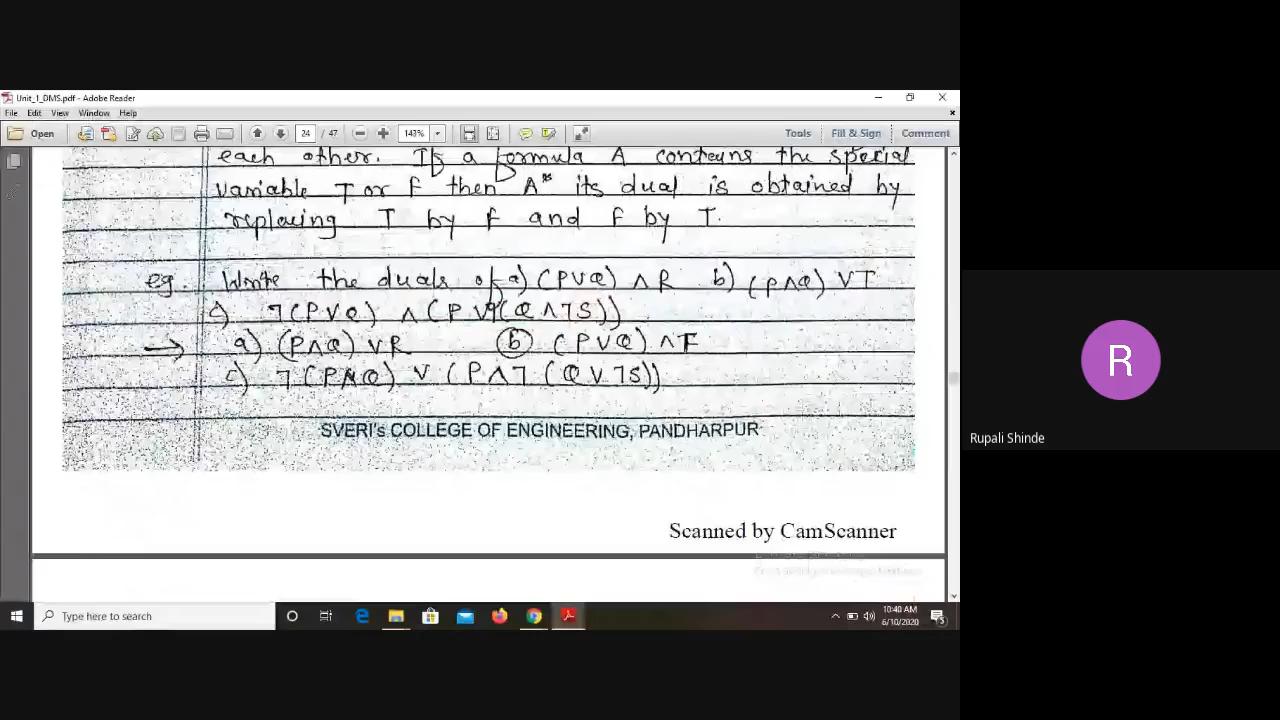 Unit_1_DMS.pdf - Adobe Reader
File Edit View Window Help
Open 24 / 47 143% Tools Fill & Sign Comment
each other. If a formula A contains the special
variable T or F then A* its dual is obtained by
replacing T by F and F by T.
eg. Write the duals of a) (P∨Q) ∧ R b) (P∧Q) ∨ T
c) ¬(P∨Q) ∧ (P∨¬(Q∧¬S))
→ a) (P∧Q) ∨ R b) (P∨Q) ∧ F
c) ¬(P∧Q) ∨ (P∧¬(Q∨¬S))
SVERI's COLLEGE OF ENGINEERING, PANDHARPUR
Scanned by CamScanner
R
Rupali Shinde
Type here to search
10:40 AM
6/10/2020